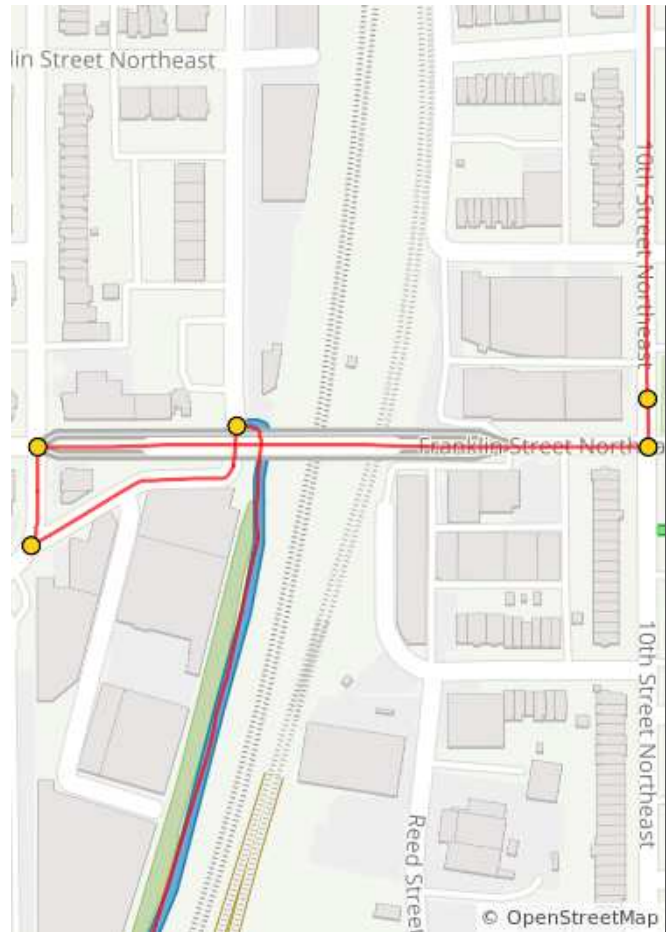 lin Street Northeast
10th Street Northeast
Franklin Street Northea
10th Street Northeast
Reed Street
© OpenStreetMap